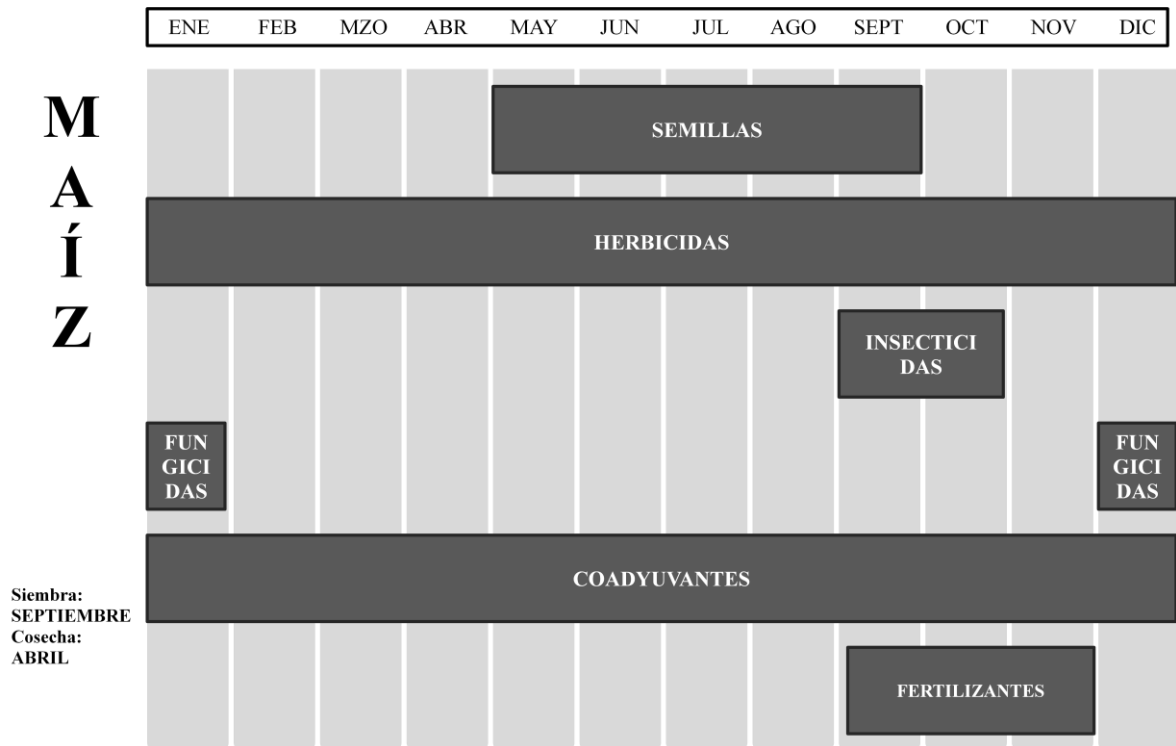 ENE FEB MZO ABR MAY JUN JUL AGO SEPT OCT NOV DIC
M
A
Í
Z
SEMILLAS
HERBICIDAS
INSECTICI
DAS
FUN
GICI
DAS
FUN
GICI
DAS
COADYUVANTES
Siembra:
SEPTIEMBRE
Cosecha:
ABRIL
FERTILIZANTES